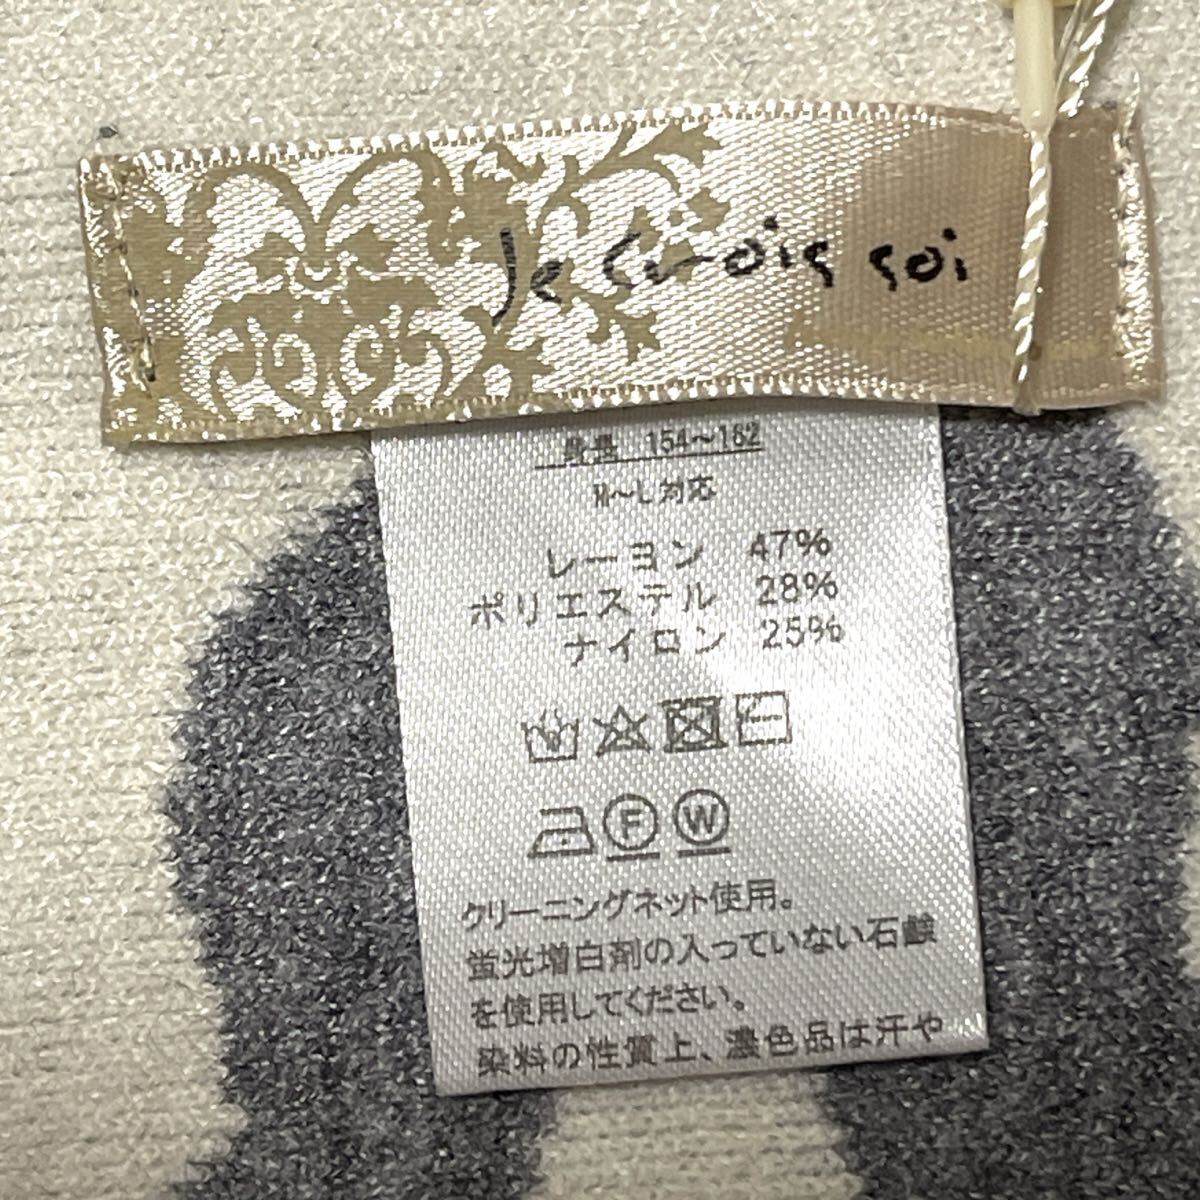 Je Crois soi
身長 154～162
M～L対応
レーヨン 47%
ポリエステル 28%
ナイロン 25%
F W
クリーニングネット使用。
蛍光増白剤の入っていない石鹸
を使用してください。
染料の性質上、濃色品は汗や